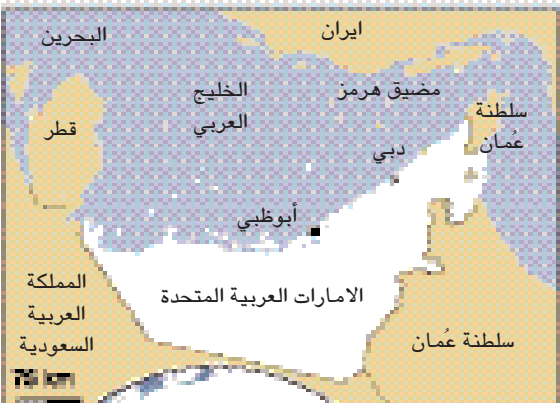 ايران
البحرين
مضيق هرمز
الخليج
العربي
سلطنة
عُمان
قطر
دبي
أبوظبي
الامارات العربية المتحدة
المملكة
العربية
السعودية
سلطنة عُمان